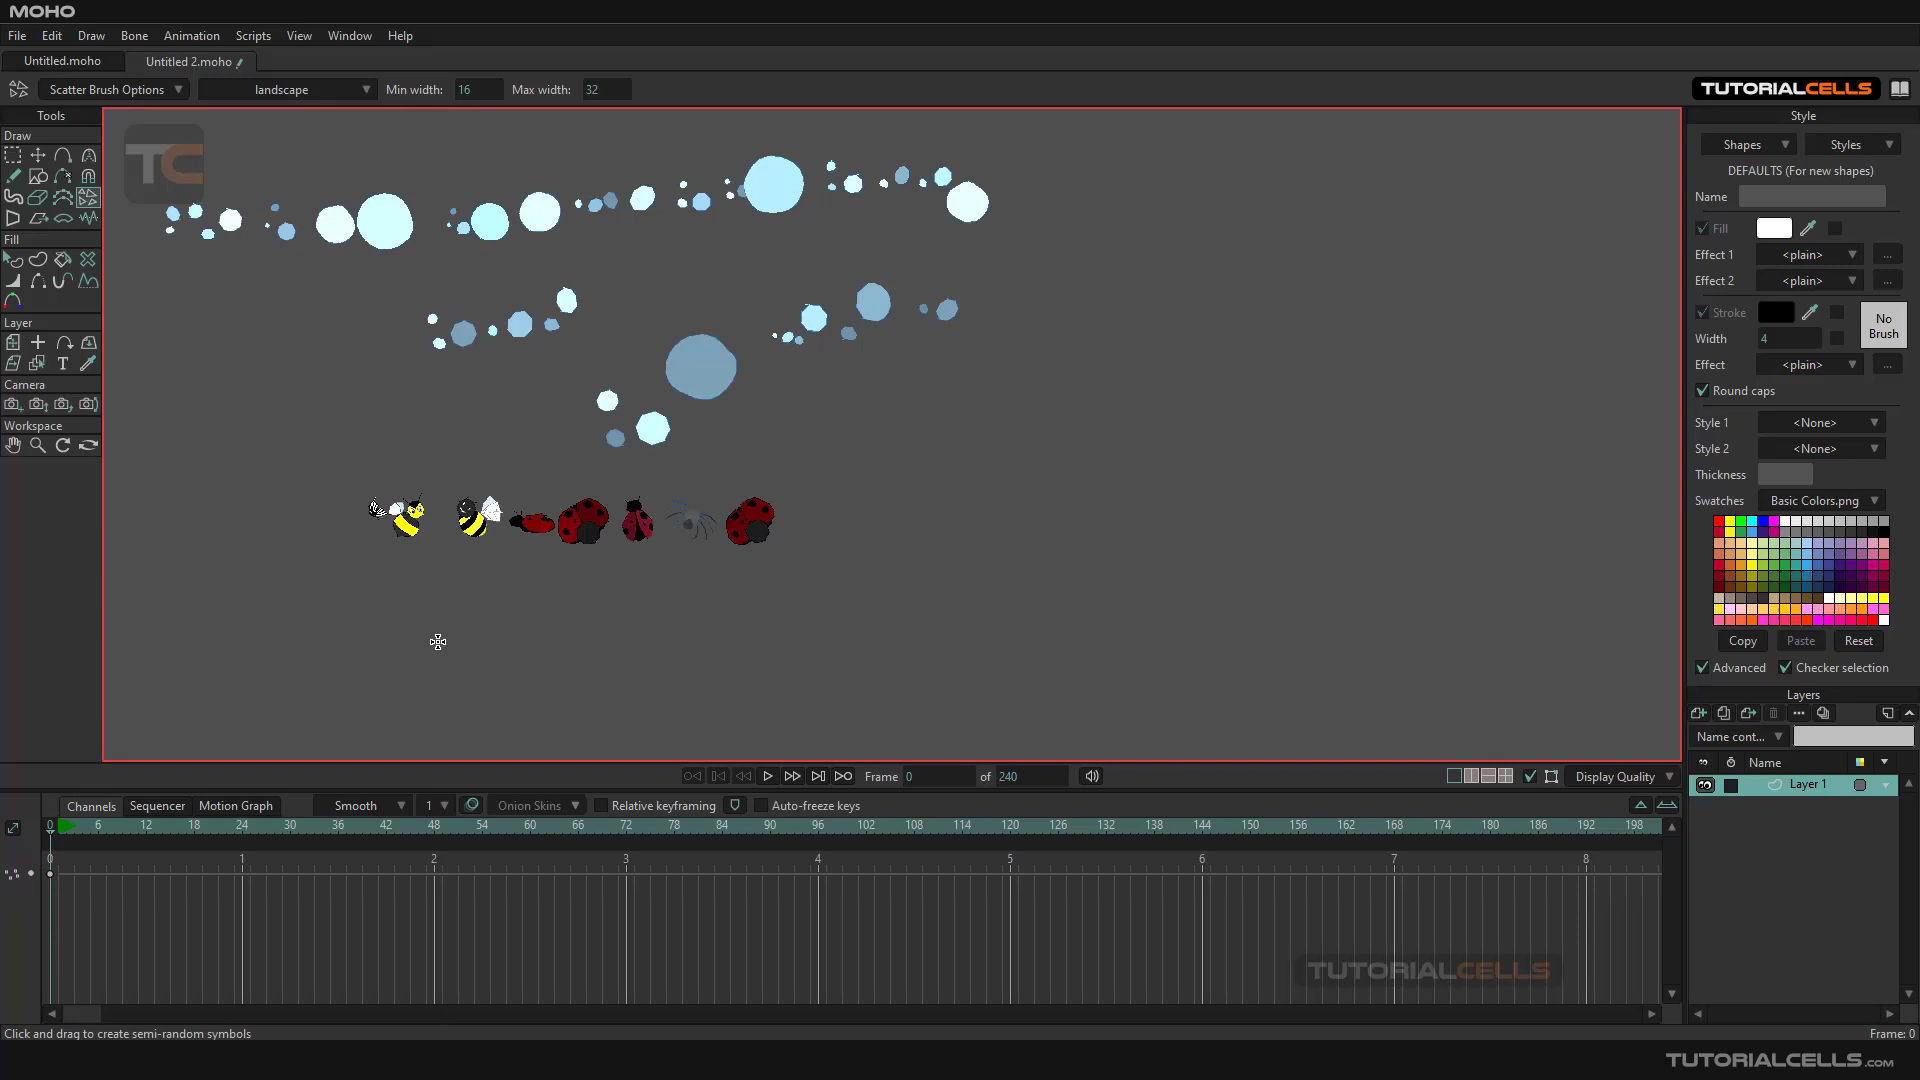 MOHO
File Edit Draw Bone Animation Scripts View Window Help
Untitled.moho Untitled 2.moho
Scatter Brush Options landscape Min width: 16 Max width: 32
TUTORIALCELLS
Tools
Draw
Fill
Layer
T
Camera
Workspace
TC
Style
Shapes Styles
DEFAULTS (For new shapes)
Name
Fill
Effect 1 <plain> ...
Effect 2 <plain> ...
Stroke
No Brush
Width 4
Effect <plain> ...
Round caps
Style 1 <None>
Style 2 <None>
Thickness
Swatches Basic Colors.png
Copy Paste Reset
Advanced Checker selection
Layers
Name cont...
Name
Layer 1
Frame 0 of 240 Display Quality
Channels Sequencer Motion Graph Smooth 1 Onion Skins Relative keyframing Auto-freeze keys
0 6 12 18 24 30 36 42 48 54 60 66 72 78 84 90 96 102 108 114 120 126 132 138 144 150 156 162 168 174 180 186 192 198
0 1 2 3 4 5 6 7 8
TUTORIALCELLS
Click and drag to create semi-random symbols Frame: 0
TUTORIALCELLS.COM